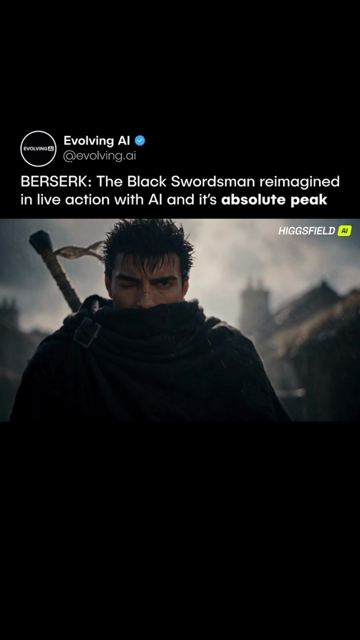 EVOLVING AI
Evolving AI
@evolving.ai
BERSERK: The Black Swordsman reimagined
in live action with AI and it's absolute peak
HIGGSFIELD AI